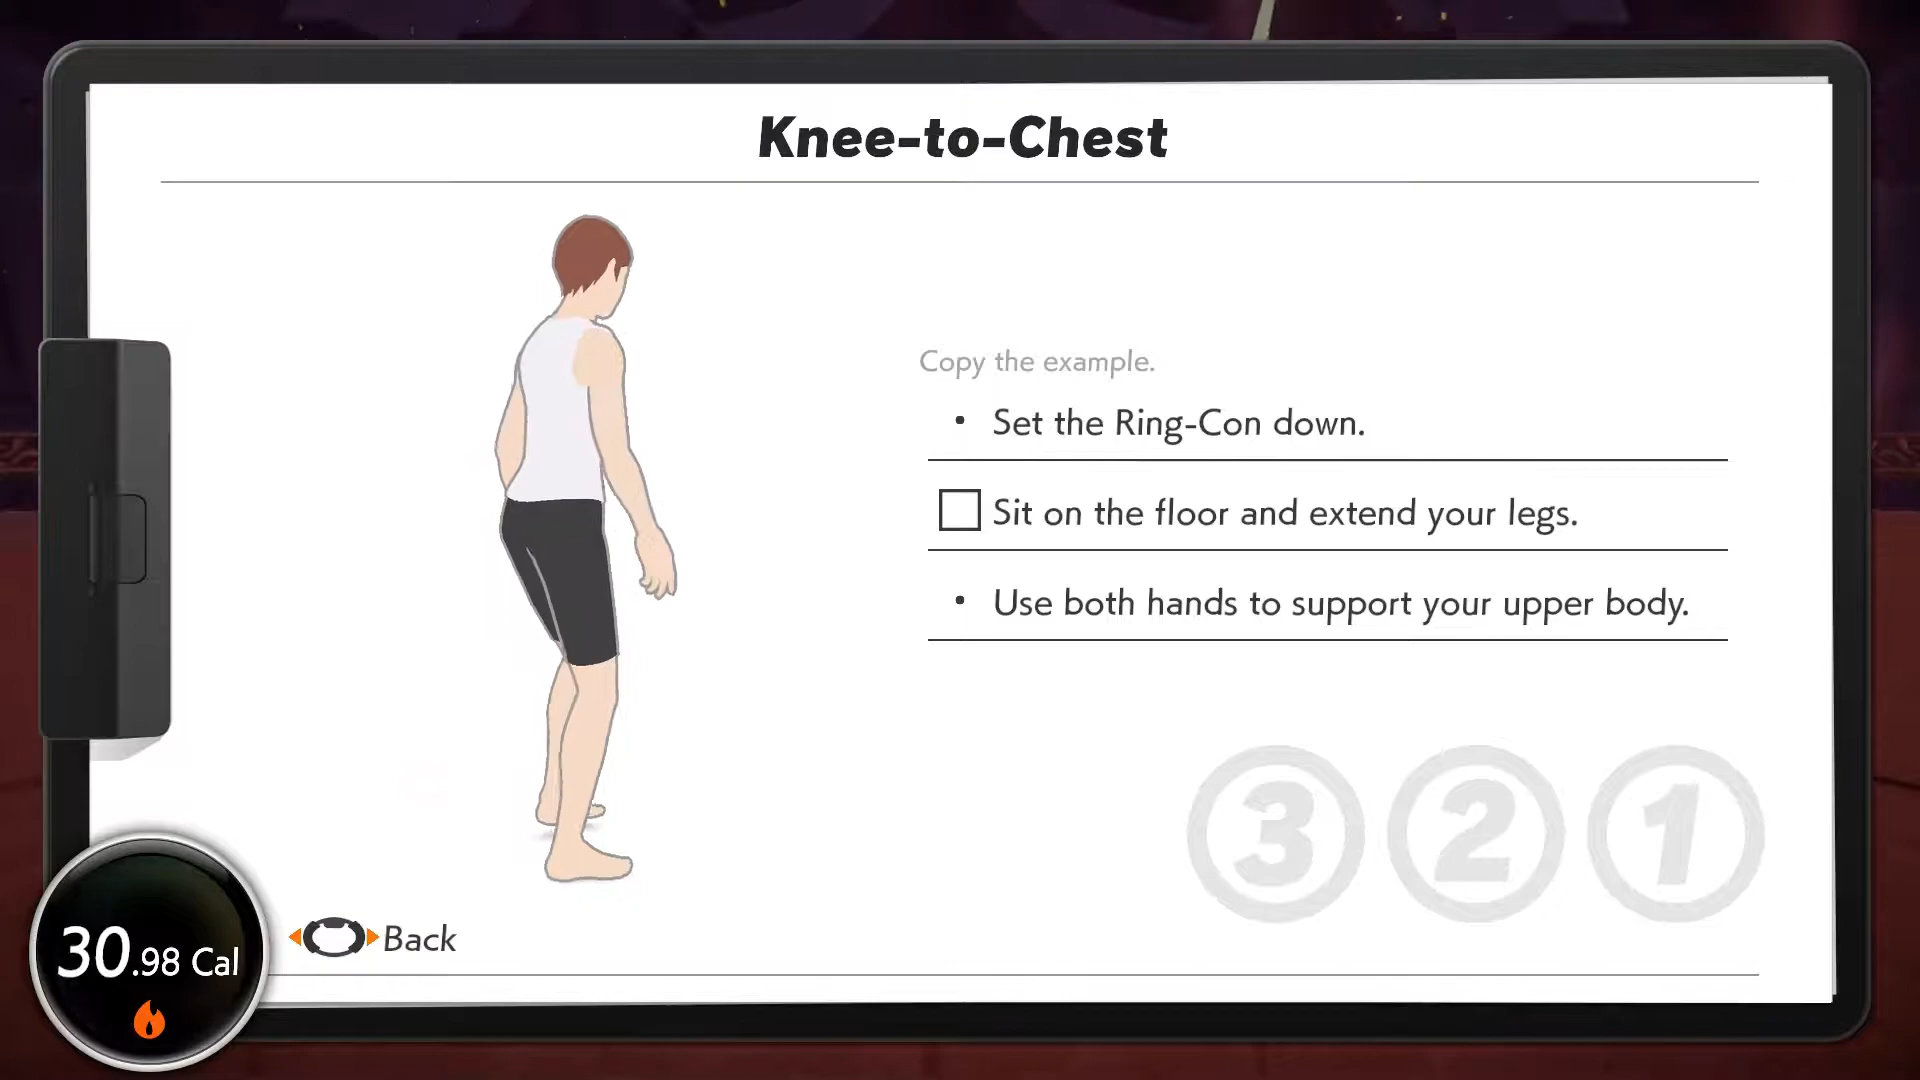 Knee-to-Chest
Copy the example.
• Set the Ring-Con down.
Sit on the floor and extend your legs.
• Use both hands to support your upper body.
3 2 1
Back
30.98 Cal